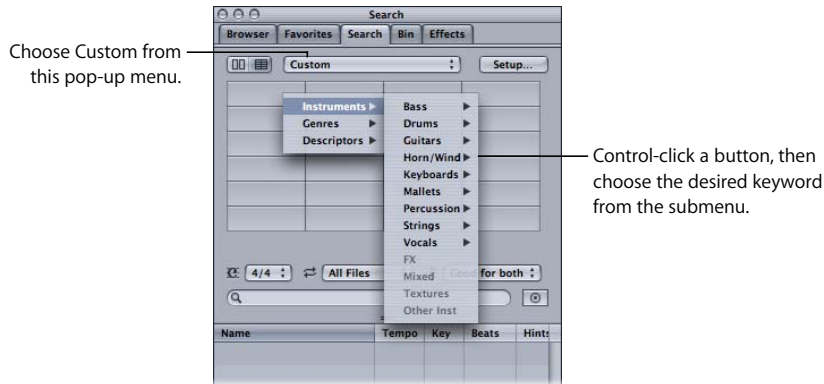 Search
Browser Favorites Search Bin Effects
Choose Custom from
this pop-up menu.
Custom
Setup...
Instruments
Genres
Descriptors
Bass
Drums
Guitars
Horn/Wind
Keyboards
Mallets
Percussion
Strings
Vocals
FX
Mixed
Textures
Other Inst
Control-click a button, then
choose the desired keyword
from the submenu.
4/4
All Files
for both
Name Tempo Key Beats Hints